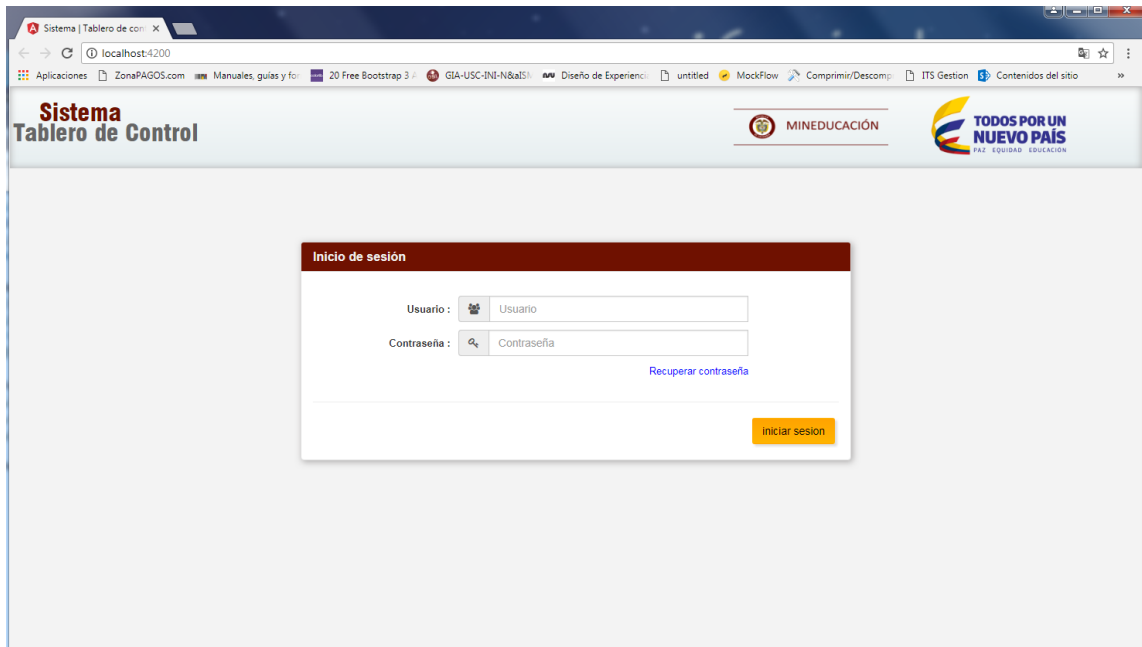 Sistema | Tablero de con
localhost:4200
Aplicaciones ZonaPAGOS.com Manuales, guías y for 20 Free Bootstrap 3 GIA-USC-INI-N&aIS Diseño de Experienci untitled MockFlow Comprimir/Descomp ITS Gestion Contenidos del sitio »
Sistema
Tablero de Control
MINEDUCACIÓN
TODOS POR UN
NUEVO PAÍS
PAZ EQUIDAD EDUCACIÓN
Inicio de sesión
Usuario : Usuario
Contraseña : Contraseña
Recuperar contraseña
iniciar sesion